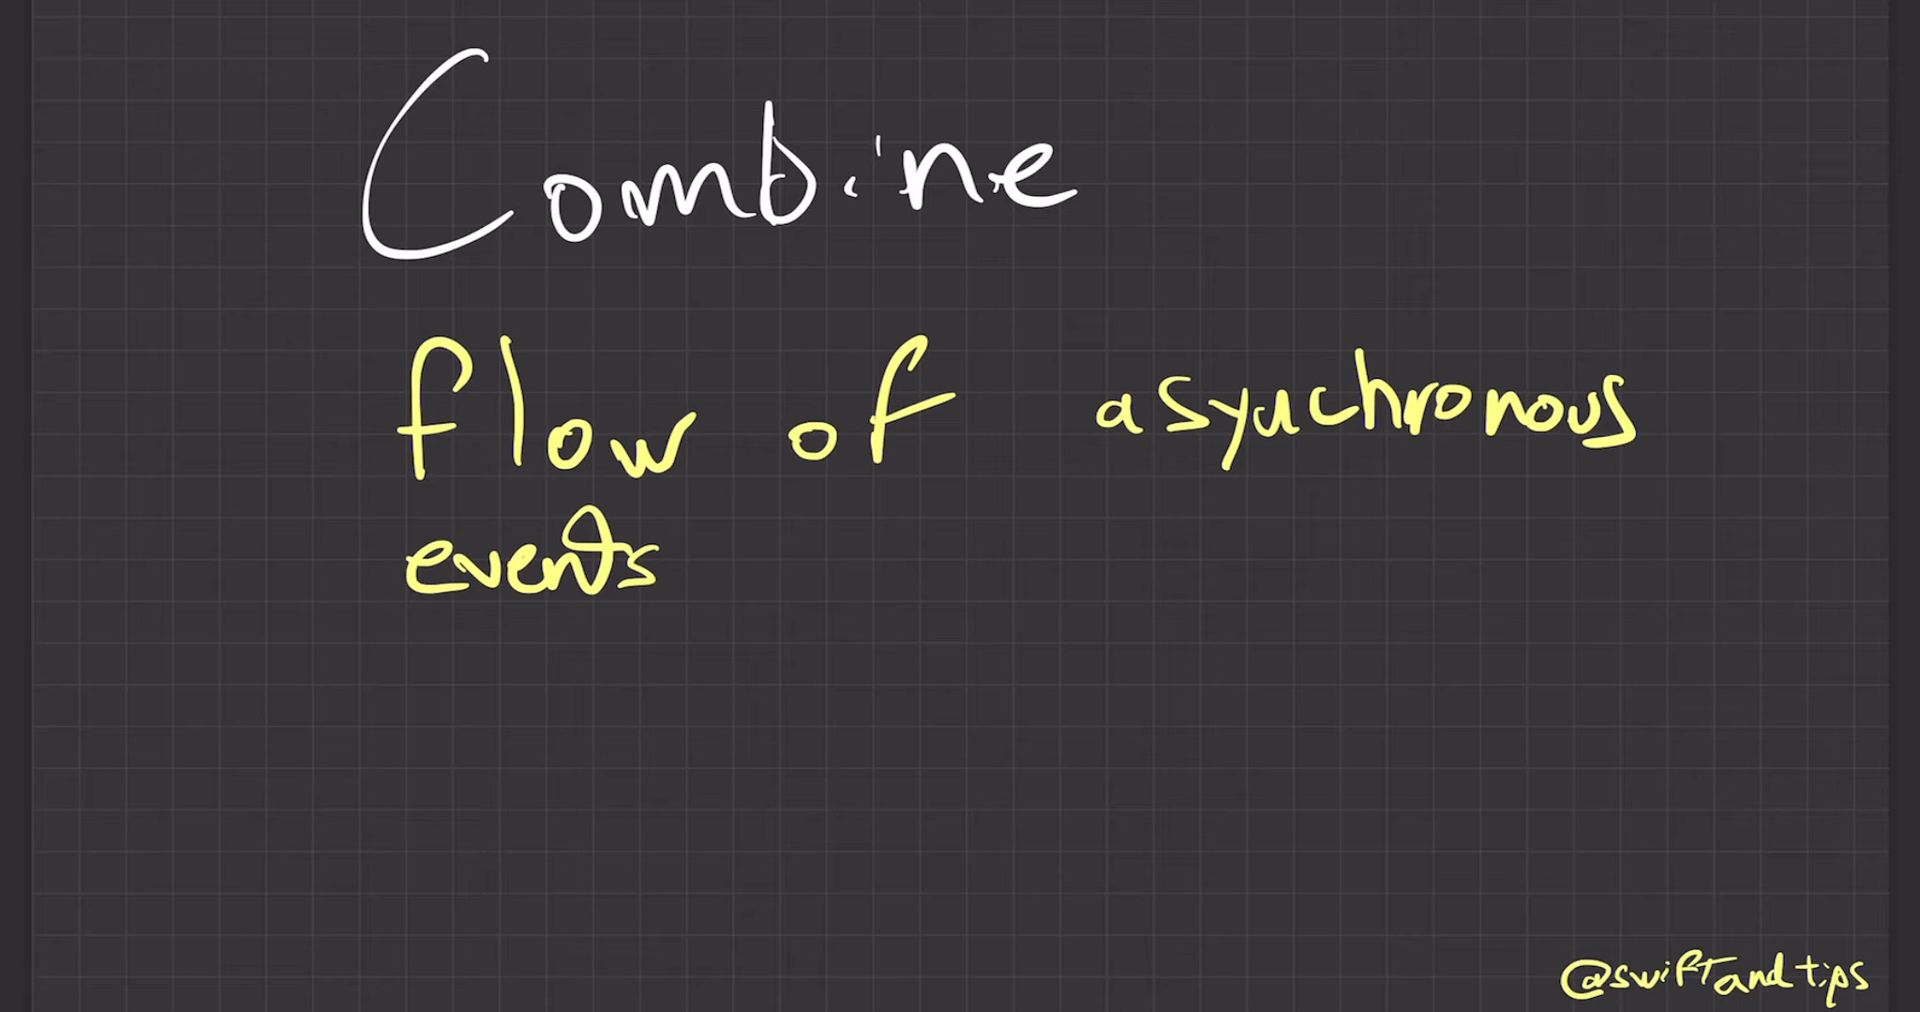 Combine
flow of asynchronous
events
@swiftandtips